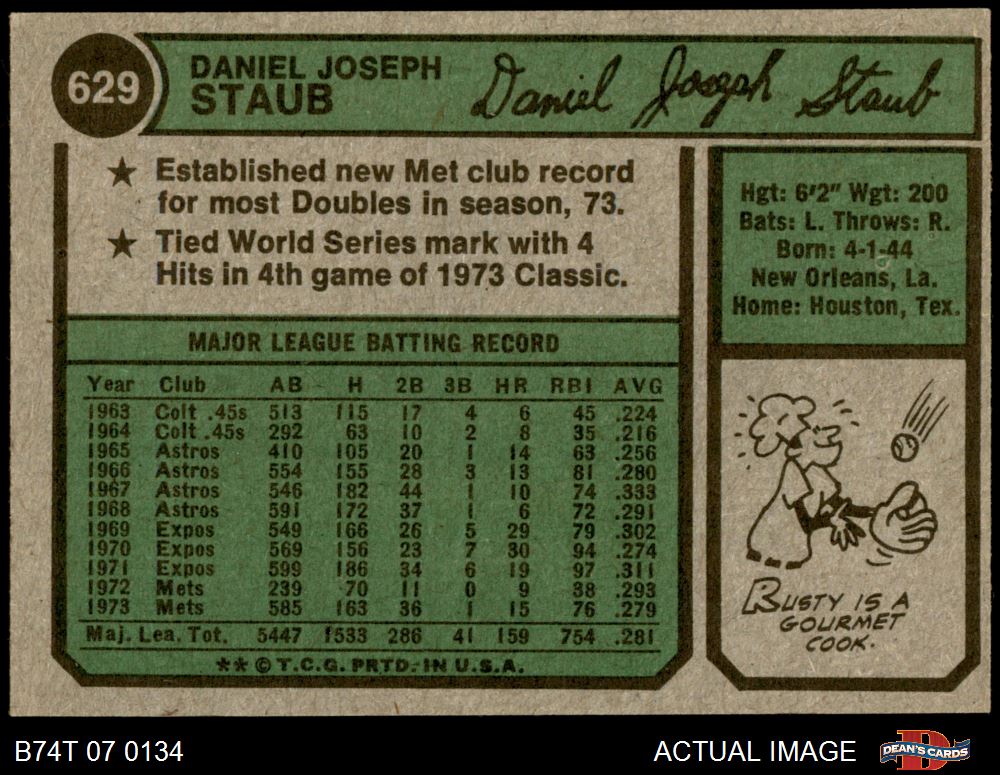 629
DANIEL JOSEPH
STAUB
Daniel Joseph Staub
★ Established new Met club record
for most Doubles in season, 73.
★ Tied World Series mark with 4
Hits in 4th game of 1973 Classic.
MAJOR LEAGUE BATTING RECORD
Year Club AB H 2B 3B HR RBI AVG
1963 Colt .45s 513 115 17 4 6 45 .224
1964 Colt .45s 292 63 10 2 8 35 .216
1965 Astros 410 105 20 1 14 63 .256
1966 Astros 554 155 28 3 13 81 .280
1967 Astros 546 182 44 1 10 74 .333
1968 Astros 591 172 37 1 6 72 .291
1969 Expos 549 166 26 5 29 79 .302
1970 Expos 569 156 23 7 30 94 .274
1971 Expos 599 186 34 6 19 97 .311
1972 Mets 239 70 11 0 9 38 .293
1973 Mets 585 163 36 1 15 76 .279
Maj. Lea. Tot. 5447 1533 286 41 159 754 .281
** © T.C.G. PRTD. IN U.S.A.
Hgt: 6'2" Wgt: 200
Bats: L. Throws: R.
Born: 4-1-44
New Orleans, La.
Home: Houston, Tex.
RUSTY IS A
GOURMET
COOK.
B74T 07 0134
ACTUAL IMAGE
D
DEAN'S CARDS